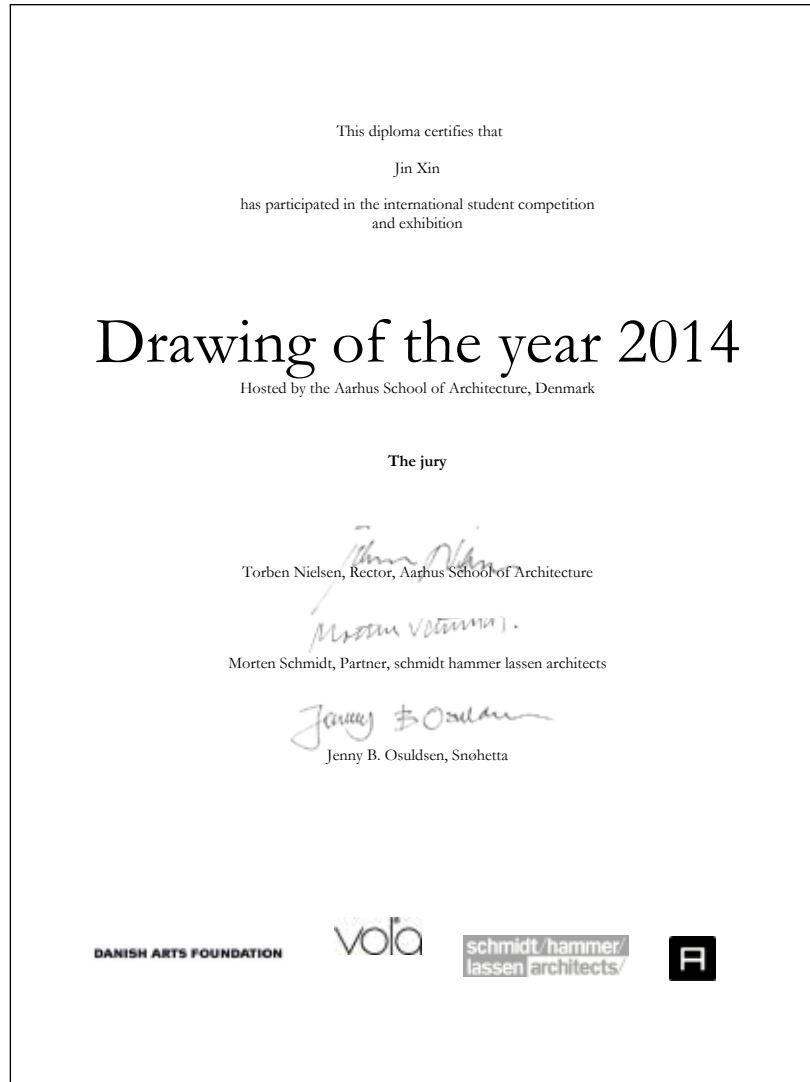 This diploma certifies that
Jin Xin
has participated in the international student competition
and exhibition
Drawing of the year 2014
Hosted by the Aarhus School of Architecture, Denmark
The jury
Torben Nielsen, Rector, Aarhus School of Architecture
Morten Schmidt, Partner, schmidt hammer lassen architects
Jenny B Osuldsen
Jenny B. Osuldsen, Snøhetta
DANISH ARTS FOUNDATION
vola
schmidt/hammer/
lassen architects/
A